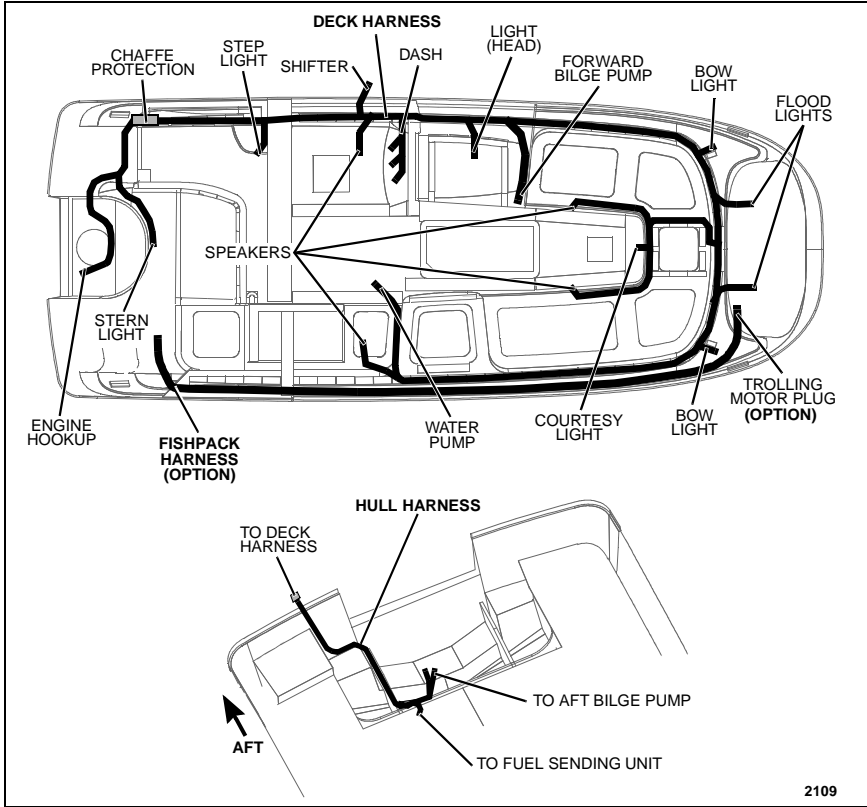 DECK HARNESS
CHAFFE
PROTECTION
STEP
LIGHT
SHIFTER
DASH
LIGHT
(HEAD)
FORWARD
BILGE PUMP
BOW
LIGHT
FLOOD
LIGHTS
SPEAKERS
STERN
LIGHT
ENGINE
HOOKUP
FISHPACK
HARNESS
(OPTION)
WATER
PUMP
COURTESY
LIGHT
BOW
LIGHT
TROLLING
MOTOR PLUG
(OPTION)
HULL HARNESS
TO DECK
HARNESS
TO AFT BILGE PUMP
TO FUEL SENDING UNIT
AFT
2109